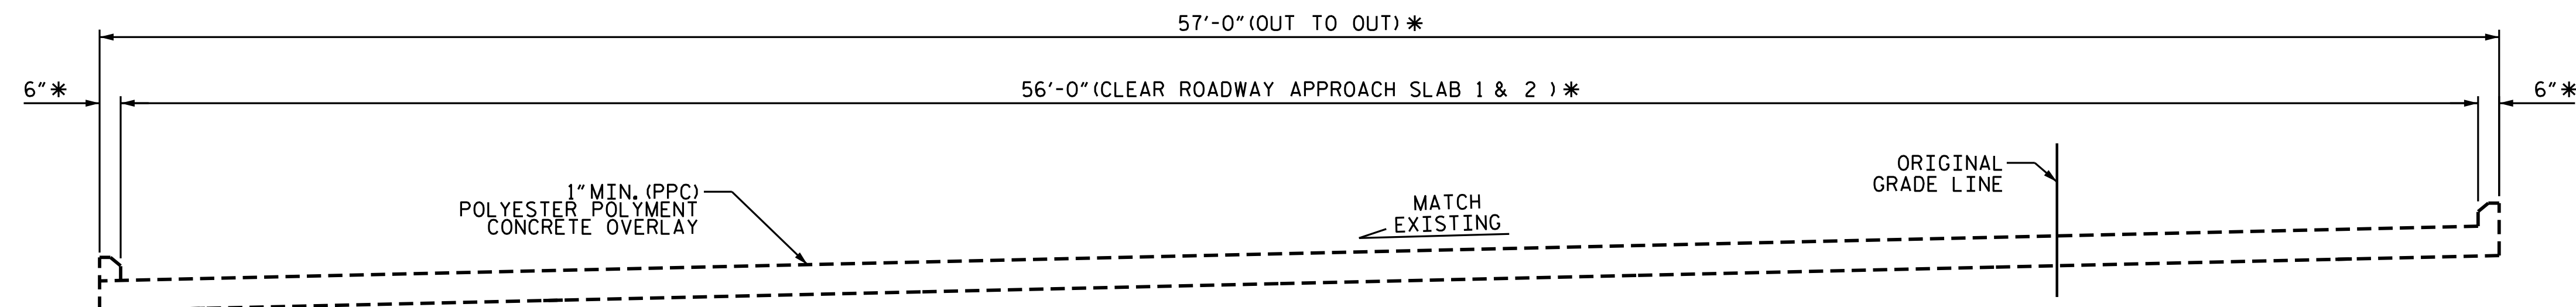 57'-0"(OUT TO OUT)*
6"*
56'-0"(CLEAR ROADWAY APPROACH SLAB 1 & 2 )*
6"*
1"MIN.(PPC)
POLYESTER POLYMENT
CONCRETE OVERLAY
MATCH
EXISTING
ORIGINAL
GRADE LINE